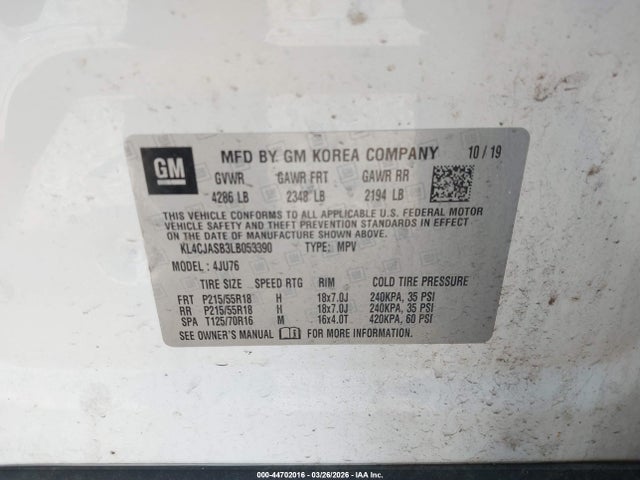 GM
MFD BY GM KOREA COMPANY 10 / 19
GVWR GAWR FRT GAWR RR
4286 LB 2348 LB 2194 LB
THIS VEHICLE CONFORMS TO ALL APPLICABLE U.S. FEDERAL MOTOR
VEHICLE SAFETY AND THEFT PREVENTION STANDARDS IN EFFECT
ON THE DATE OF MANUFACTURE SHOWN ABOVE.
KL4CJASB3LB053390 TYPE: MPV
MODEL: 4JU76
TIRE SIZE SPEED RTG RIM COLD TIRE PRESSURE
FRT P215/55R18 H 18x7.0J 240KPA, 35 PSI
RR P215/55R18 H 18x7.0J 240KPA, 35 PSI
SPA T125/70R16 M 16x4.0T 420KPA, 60 PSI
SEE OWNER'S MANUAL FOR MORE INFORMATION.
000-44702016 - 03/26/2026 - IAA Inc.